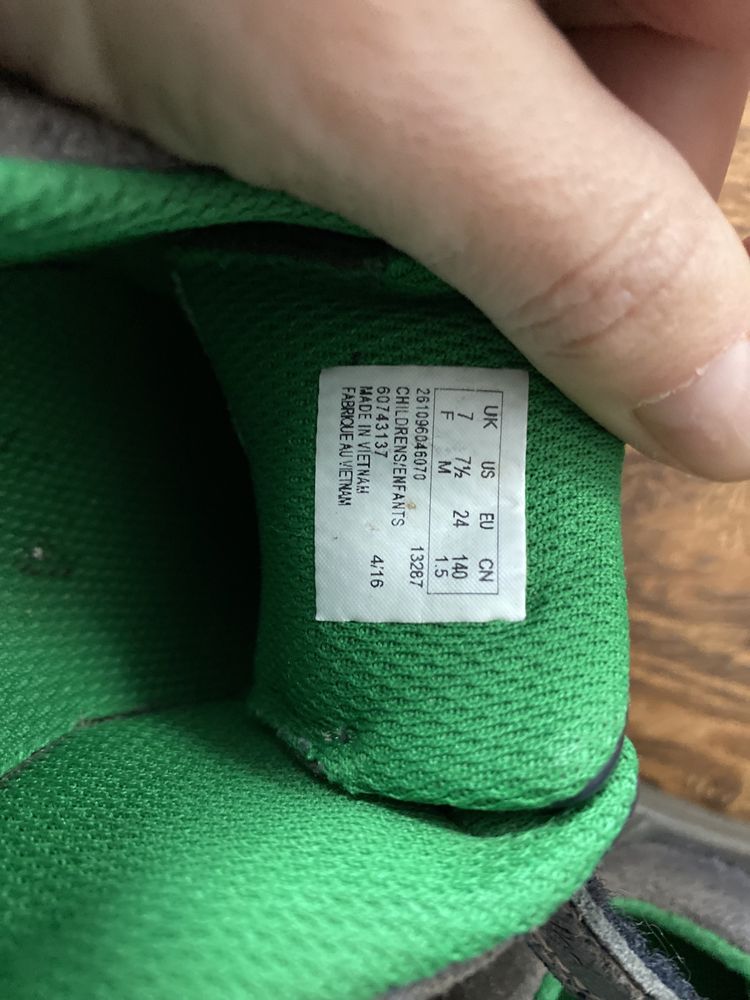 UK US EU CN
7 7½ 24 140
F M 1.5
261096046070 13287
CHILDRENS/ENFANTS
60743137 4/16
MADE IN VIETNAM
FABRIQUE AU VIETNAM